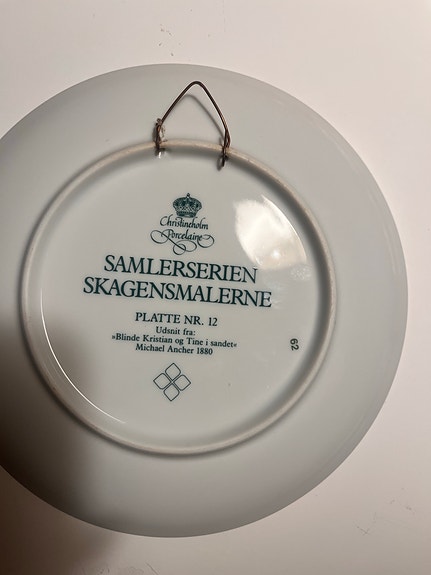 Christineholm
Porcelaine
SAMLERSERIEN
SKAGENSMALERNE
PLATTE NR. 12
Udsnit fra:
»Blinde Kristian og Tine i sandet«
Michael Ancher 1880
62